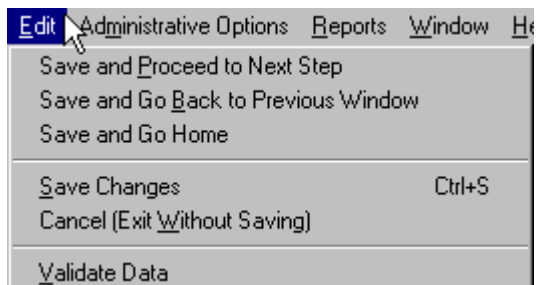 Edit Administrative Options Reports Window
Save and Proceed to Next Step
Save and Go Back to Previous Window
Save and Go Home
Save Changes Ctrl+S
Cancel (Exit Without Saving)
Validate Data